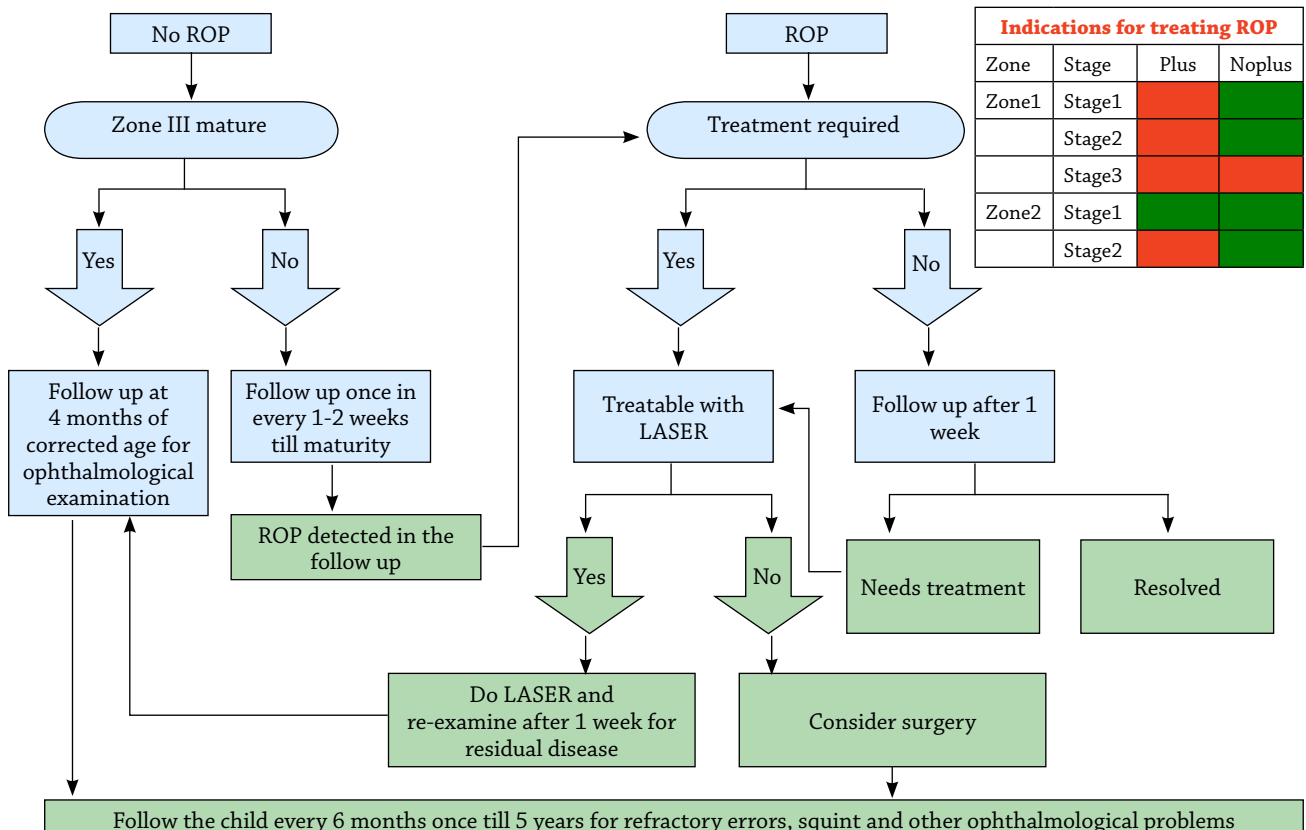 No ROP
ROP
Indications for treating ROP
Zone Stage Plus Noplus
Zone1 Stage1
Stage2
Stage3
Zone2 Stage1
Stage2
Zone III mature
Treatment required
Yes
No
Yes
No
Follow up at
4 months of
corrected age for
ophthalmological
examination
Follow up once in
every 1-2 weeks
till maturity
Treatable with
LASER
Follow up after 1
week
ROP detected in the
follow up
Yes
No
Needs treatment
Resolved
Do LASER and
re-examine after 1 week for
residual disease
Consider surgery
Follow the child every 6 months once till 5 years for refractory errors, squint and other ophthalmological problems